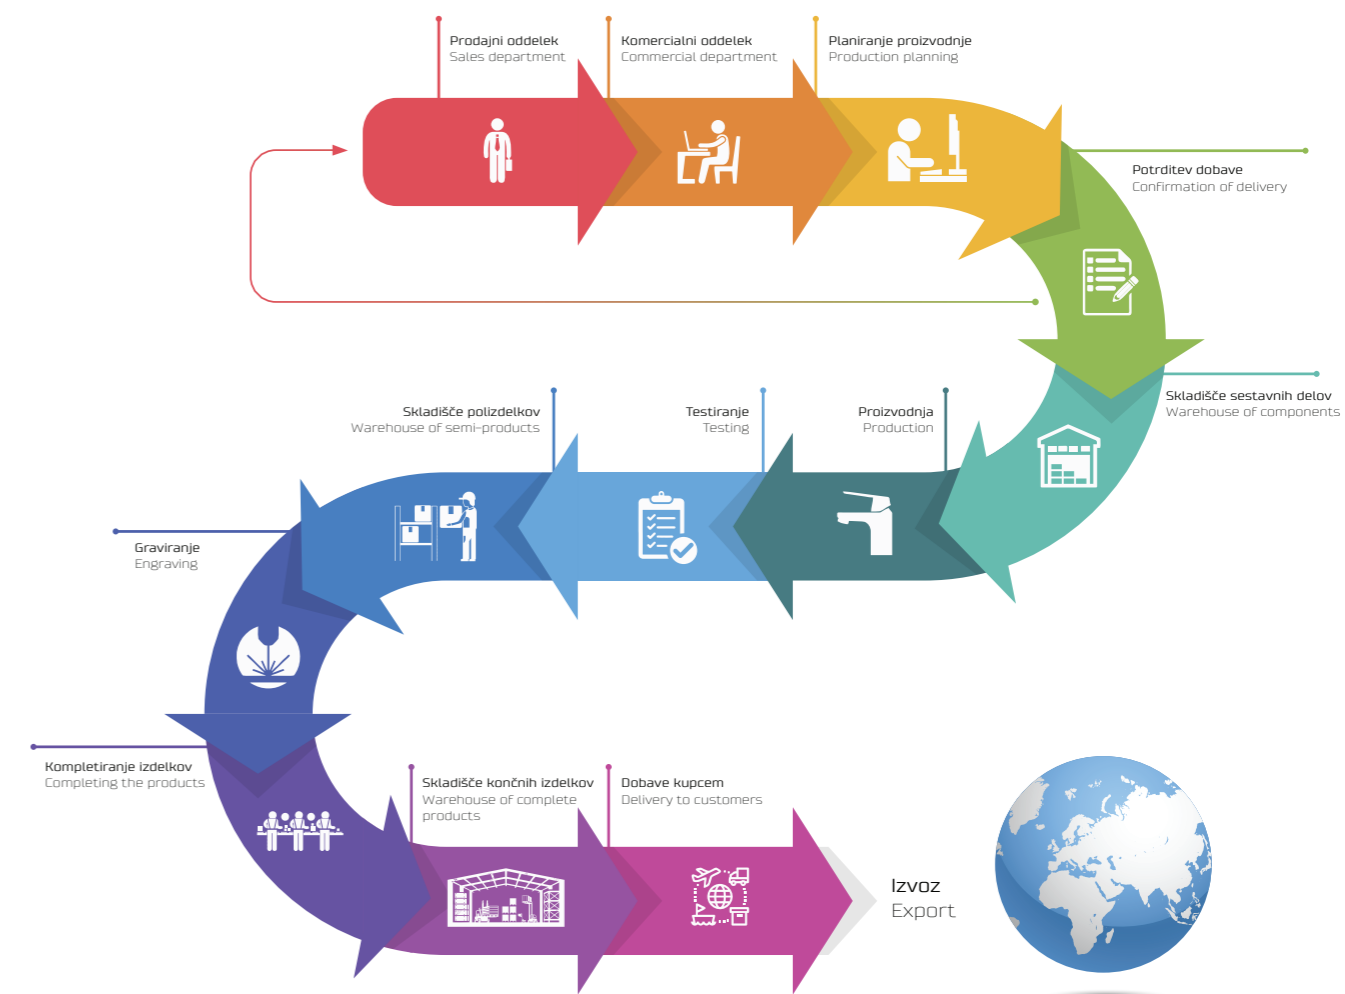 Prodajni oddelek
Sales department
Komercialni oddelek
Commercial department
Planiranje proizvodnje
Production planning
Potrditev dobave
Confirmation of delivery
Skladišče sestavnih delov
Warehouse of components
Proizvodnja
Production
Testiranje
Testing
Skladišče polizdelkov
Warehouse of semi-products
Graviranje
Engraving
Kompletiranje izdelkov
Completing the products
Skladišče končnih izdelkov
Warehouse of complete
products
Dobave kupcem
Delivery to customers
Izvoz
Export